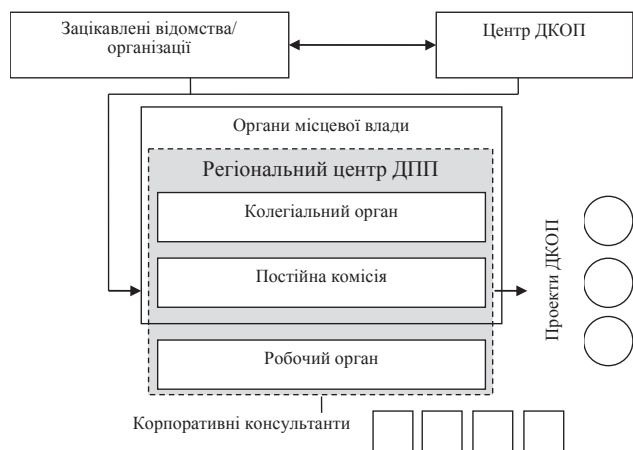 Зацікавлені відомства/
організації
Центр ДКОП
Органи місцевої влади
Регіональний центр ДПП
Колегіальний орган
Постійна комісія
Проекти ДКОП
Робочий орган
Корпоративні консультанти